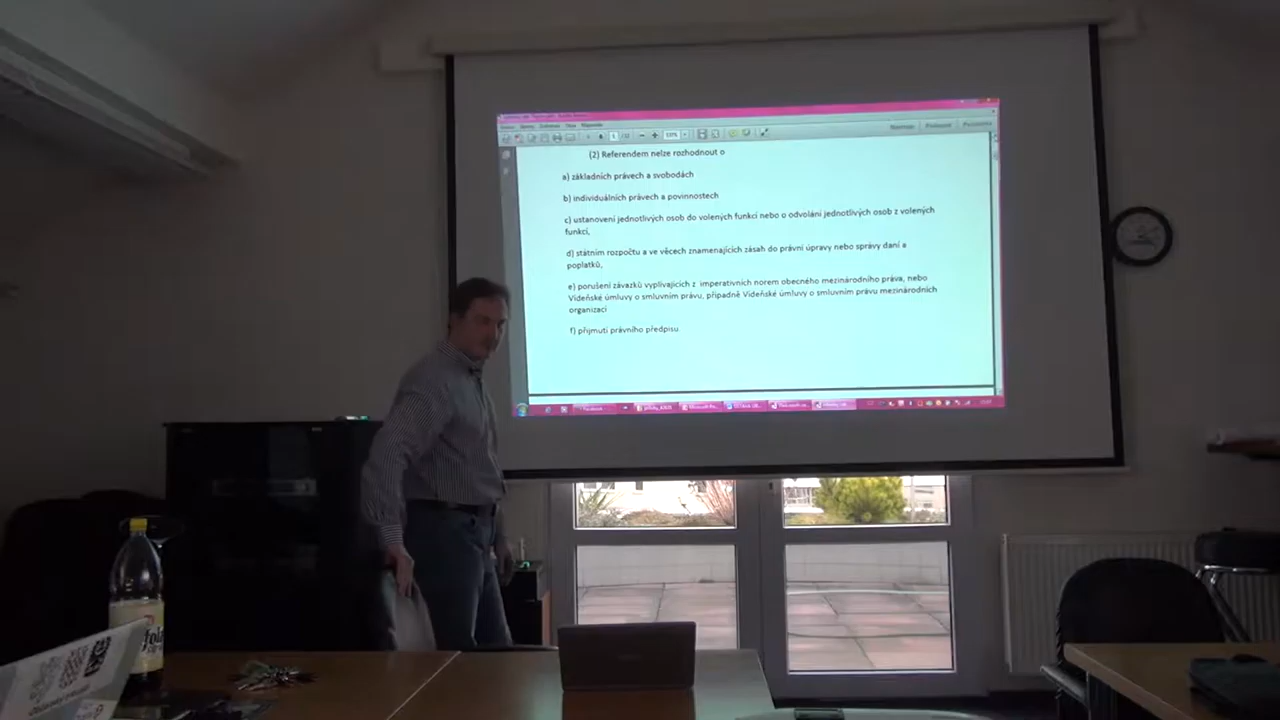 (2) Referendem nelze rozhodnout o
a) základních právech a svobodách
b) individuálních právech a povinnostech
c) ustanovení jednotlivých osob do volených funkcí nebo o odvolání jednotlivých osob z volených
funkcí,
d) státním rozpočtu a ve věcech znamenajících zásah do právní úpravy nebo správy daní a
poplatků,
e) porušení závazků vyplívajících z imperativních norem obecného mezinárodního práva, nebo
Vídeňské úmluvy o smluvním právu, případně Vídeňské úmluvy o smluvním právu mezinárodních
organizací
f) přijmutí právního předpisu
Facebook